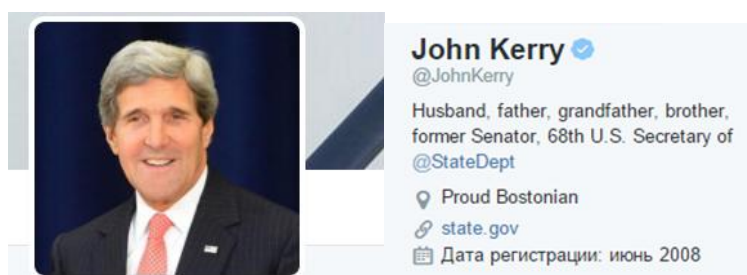 John Kerry
@JohnKerry
Husband, father, grandfather, brother,
former Senator, 68th U.S. Secretary of
@StateDept
Proud Bostonian
state.gov
Дата регистрации: июнь 2008